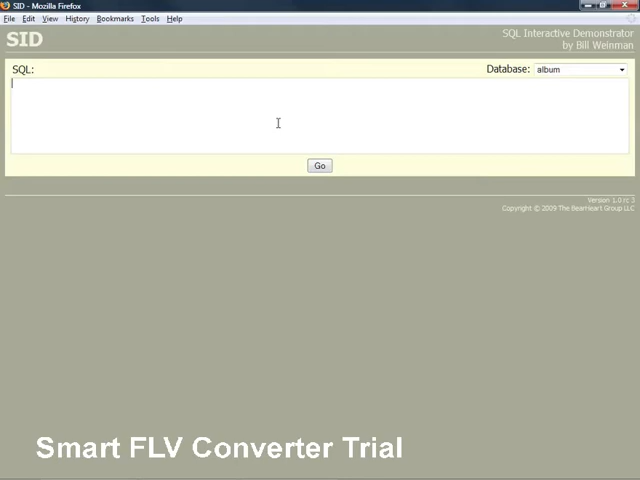 SID - Mozilla Firefox
File Edit View History Bookmarks Tools Help
SID
SQL Interactive Demonstrator
by Bill Weinman
SQL:
Database: album
Go
Version 1.0 rc 3
Copyright © 2009 The BearHeart Group LLC
Smart FLV Converter Trial